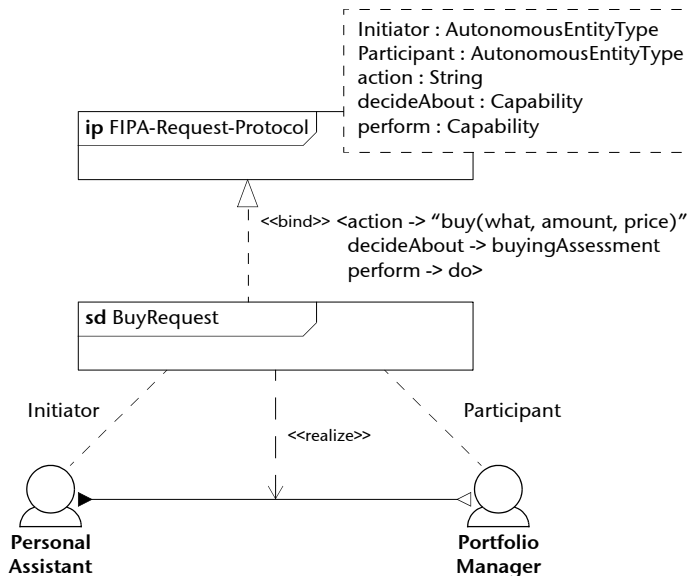 Initiator : AutonomousEntityType
Participant : AutonomousEntityType
action : String
decideAbout : Capability
perform : Capability
ip FIPA-Request-Protocol
<<bind>> <action -> “buy(what, amount, price)”
decideAbout -> buyingAssessment
perform -> do>
sd BuyRequest
Initiator
Participant
<<realize>>
Personal
Assistant
Portfolio
Manager